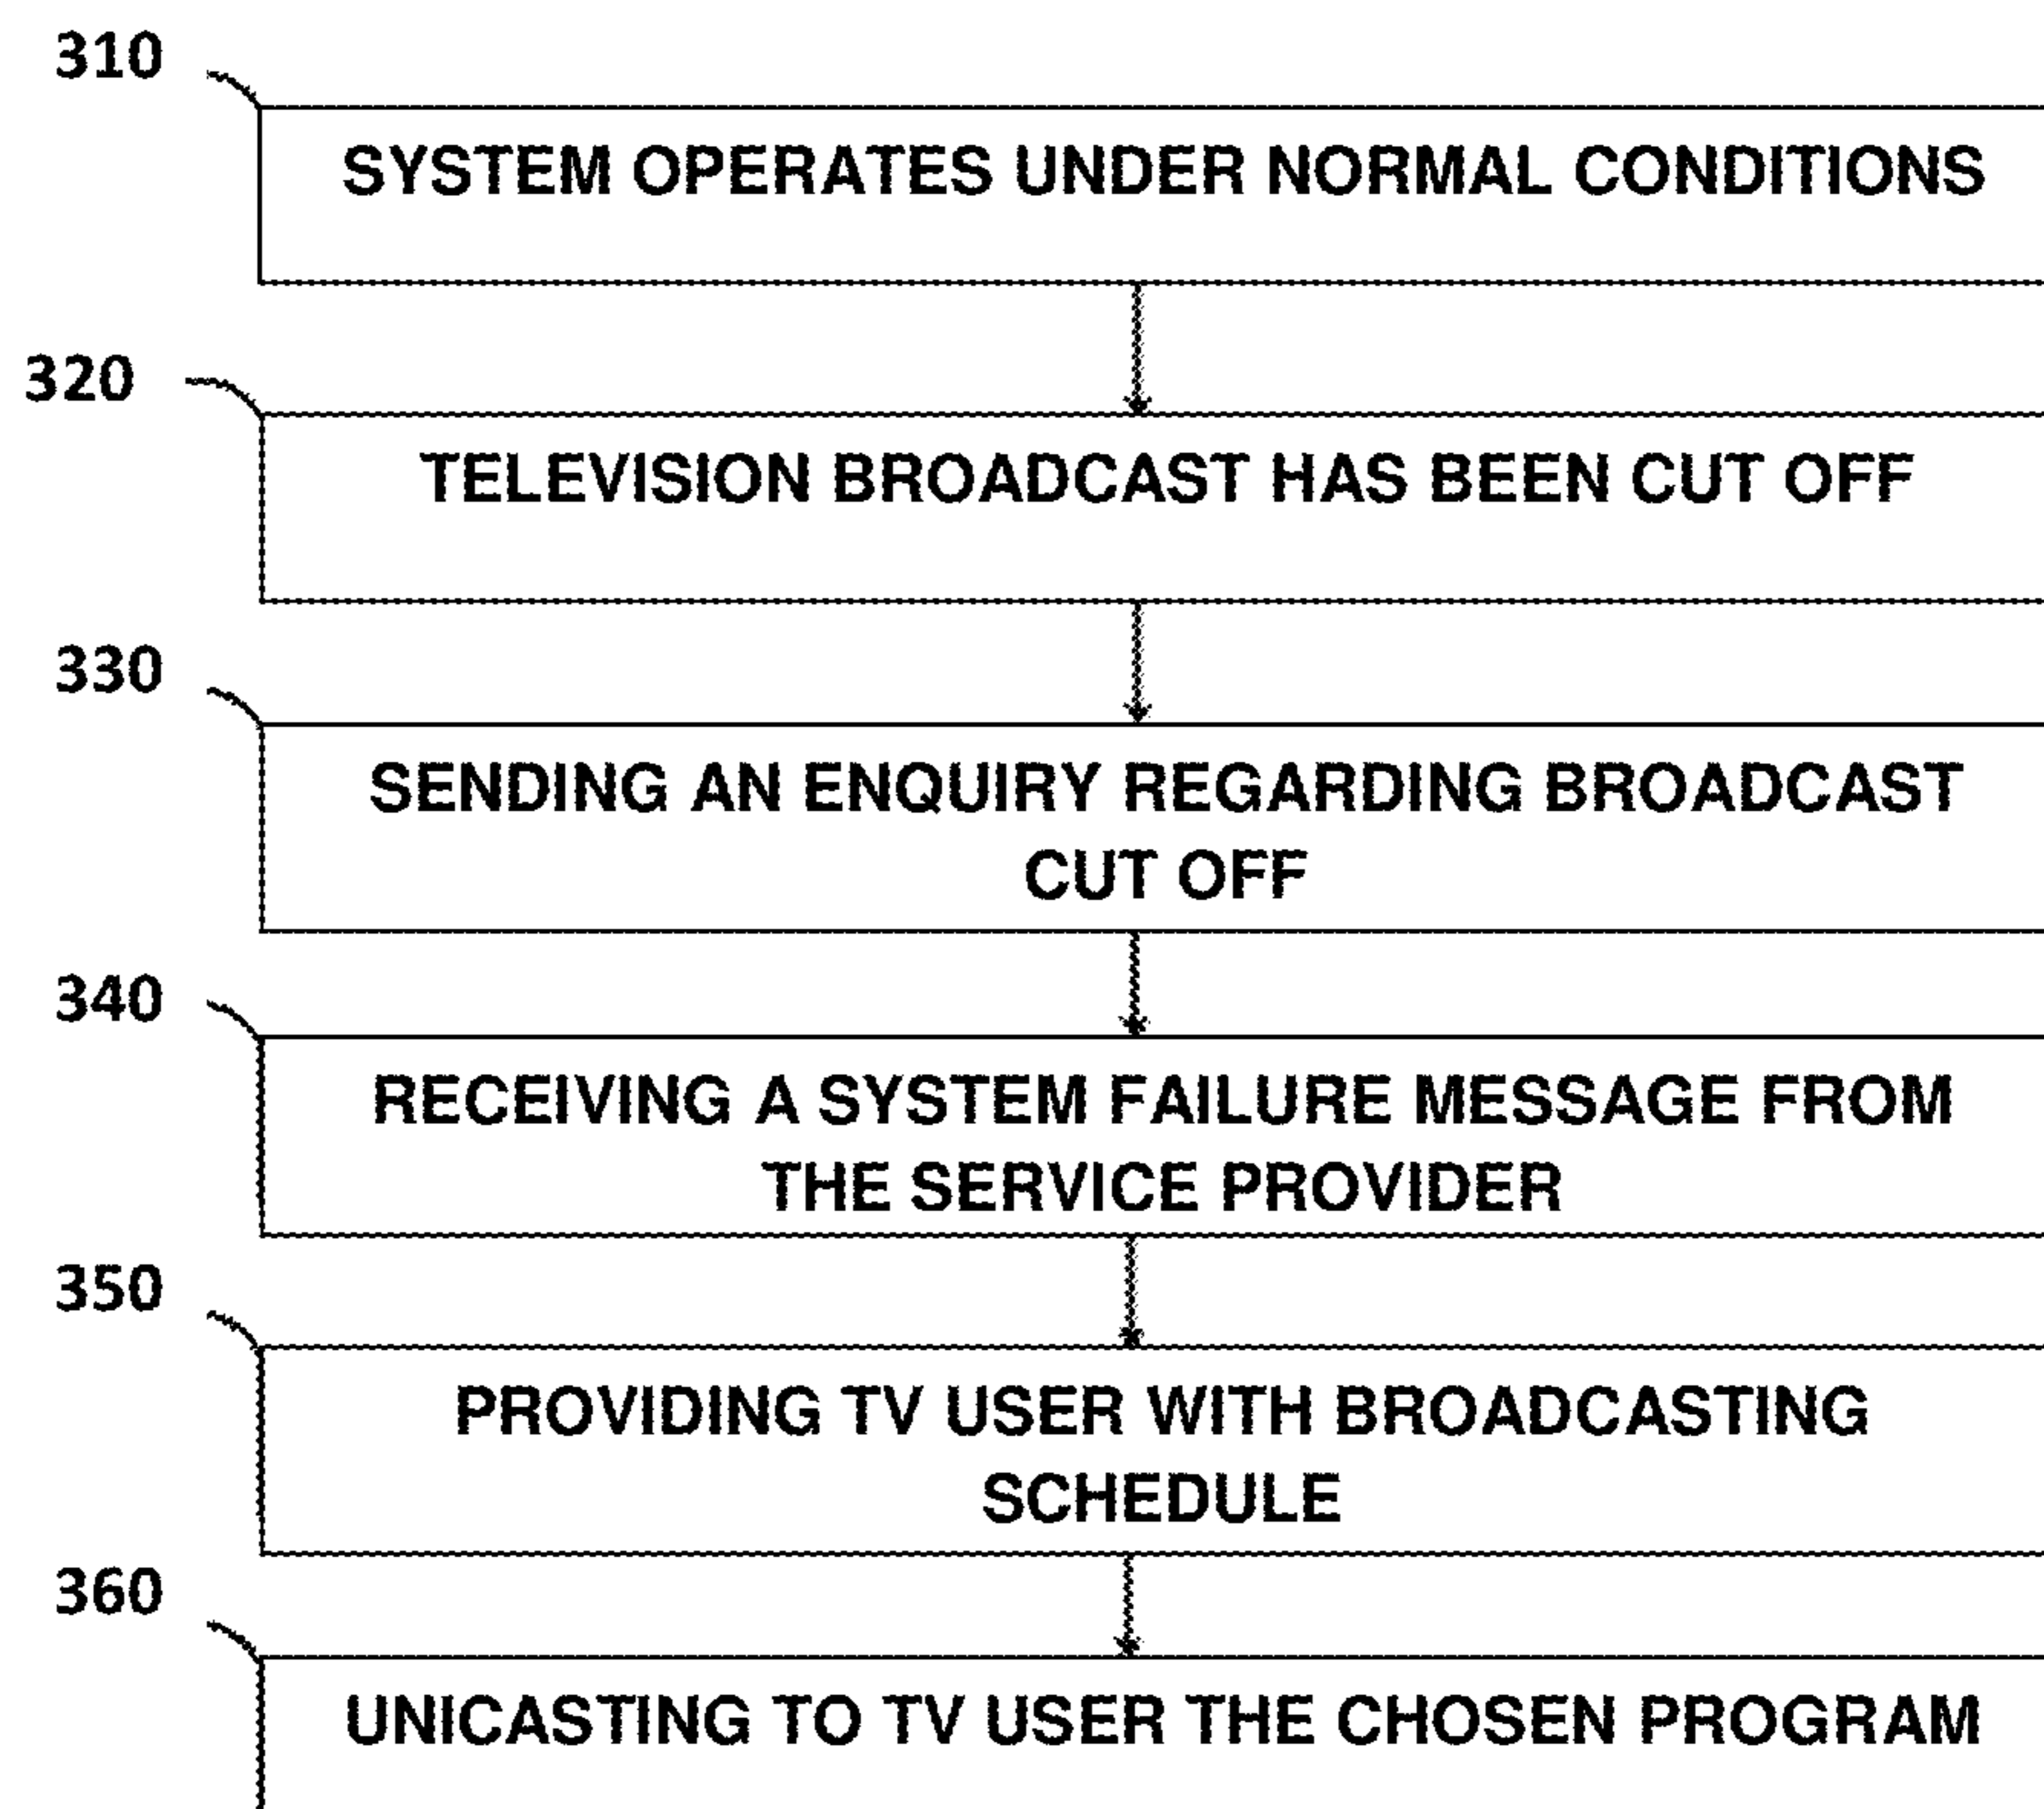 310
SYSTEM OPERATES UNDER NORMAL CONDITIONS
320
TELEVISION BROADCAST HAS BEEN CUT OFF
330
SENDING AN ENQUIRY REGARDING BROADCAST
CUT OFF
340
RECEIVING A SYSTEM FAILURE MESSAGE FROM
THE SERVICE PROVIDER
350
PROVIDING TV USER WITH BROADCASTING
SCHEDULE
360
UNICASTING TO TV USER THE CHOSEN PROGRAM